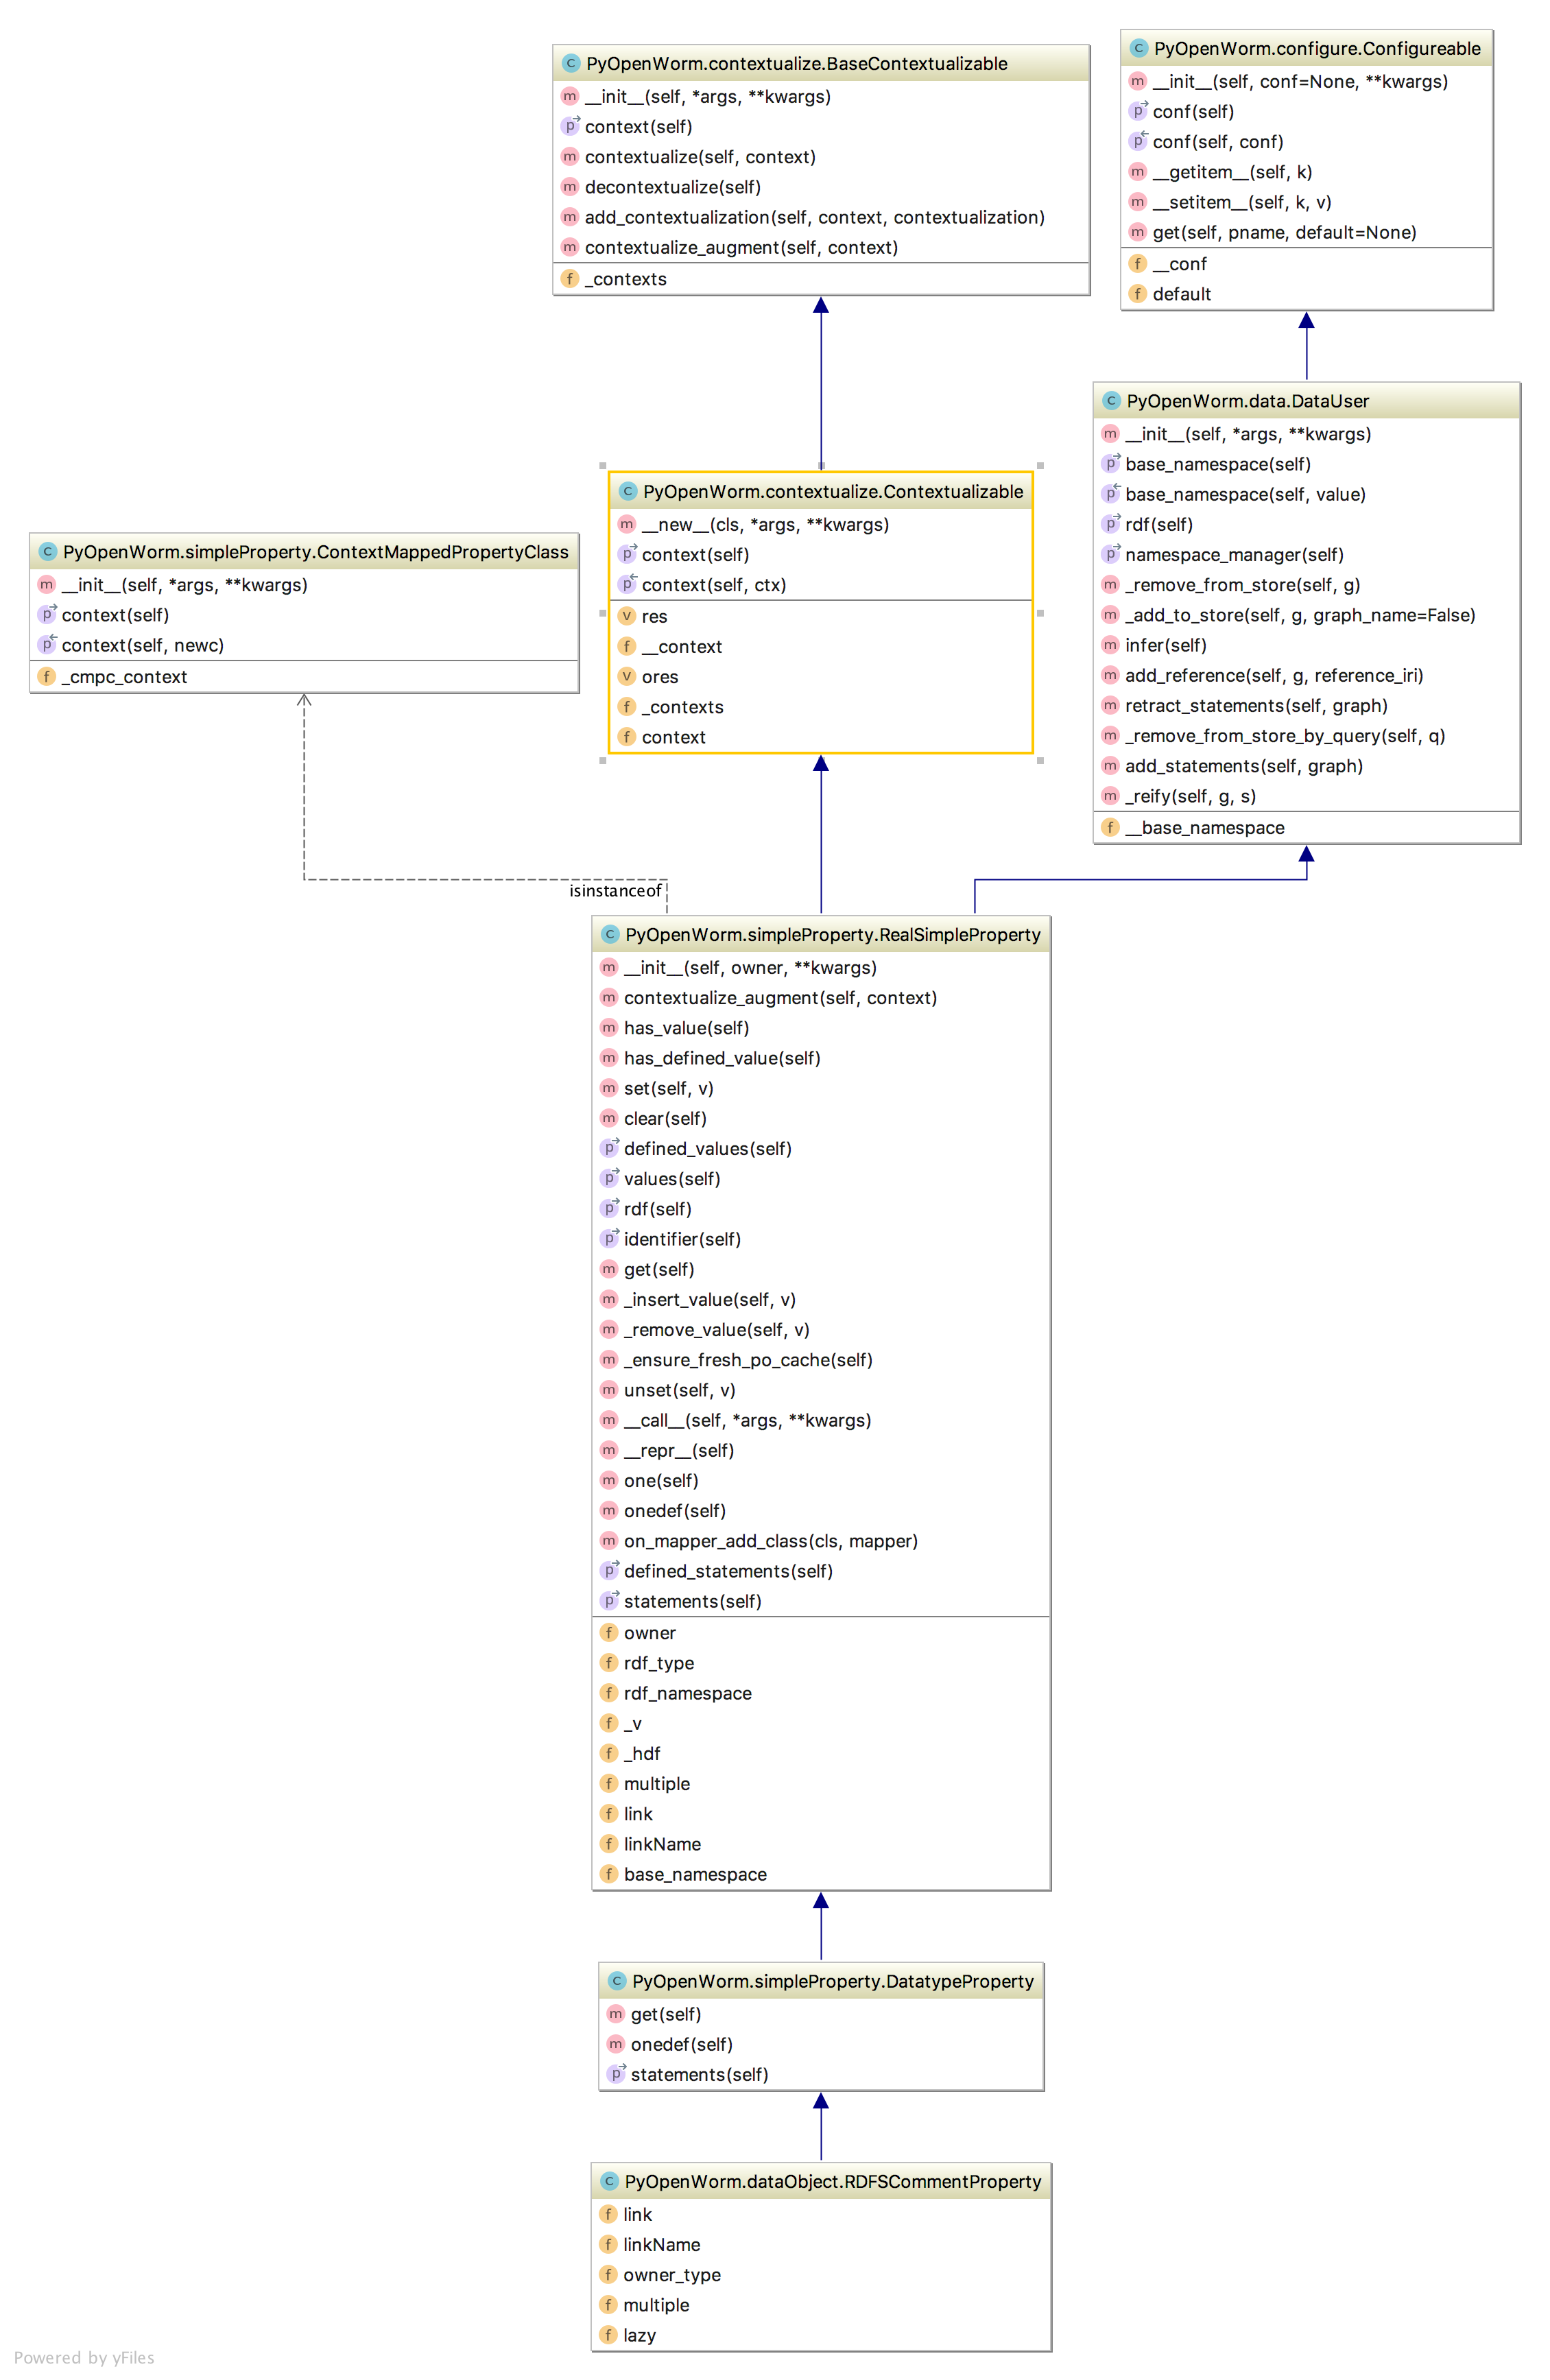 PyOpenWorm.contextualize.BaseContextualizable
__init__(self, *args, **kwargs)
context(self)
contextualize(self, context)
decontextualize(self)
add_contextualization(self, context, contextualization)
contextualize_augment(self, context)
_contexts
PyOpenWorm.configure.Configureable
__init__(self, conf=None, **kwargs)
conf(self)
conf(self, conf)
__getitem__(self, k)
__setitem__(self, k, v)
get(self, pname, default=None)
__conf
default
PyOpenWorm.data.DataUser
__init__(self, *args, **kwargs)
base_namespace(self)
base_namespace(self, value)
rdf(self)
namespace_manager(self)
_remove_from_store(self, g)
_add_to_store(self, g, graph_name=False)
infer(self)
add_reference(self, g, reference_iri)
retract_statements(self, graph)
_remove_from_store_by_query(self, q)
add_statements(self, graph)
_reify(self, g, s)
__base_namespace
PyOpenWorm.contextualize.Contextualizable
__new__(cls, *args, **kwargs)
context(self)
context(self, ctx)
res
__context
ores
_contexts
context
PyOpenWorm.simpleProperty.ContextMappedPropertyClass
__init__(self, *args, **kwargs)
context(self)
context(self, newc)
_cmpc_context
isinstanceof
PyOpenWorm.simpleProperty.RealSimpleProperty
__init__(self, owner, **kwargs)
contextualize_augment(self, context)
has_value(self)
has_defined_value(self)
set(self, v)
clear(self)
defined_values(self)
values(self)
rdf(self)
identifier(self)
get(self)
_insert_value(self, v)
_remove_value(self, v)
_ensure_fresh_po_cache(self)
unset(self, v)
__call__(self, *args, **kwargs)
__repr__(self)
one(self)
onedef(self)
on_mapper_add_class(cls, mapper)
defined_statements(self)
statements(self)
owner
rdf_type
rdf_namespace
_v
_hdf
multiple
link
linkName
base_namespace
PyOpenWorm.simpleProperty.DatatypeProperty
get(self)
onedef(self)
statements(self)
PyOpenWorm.dataObject.RDFSCommentProperty
link
linkName
owner_type
multiple
lazy
Powered by yFiles